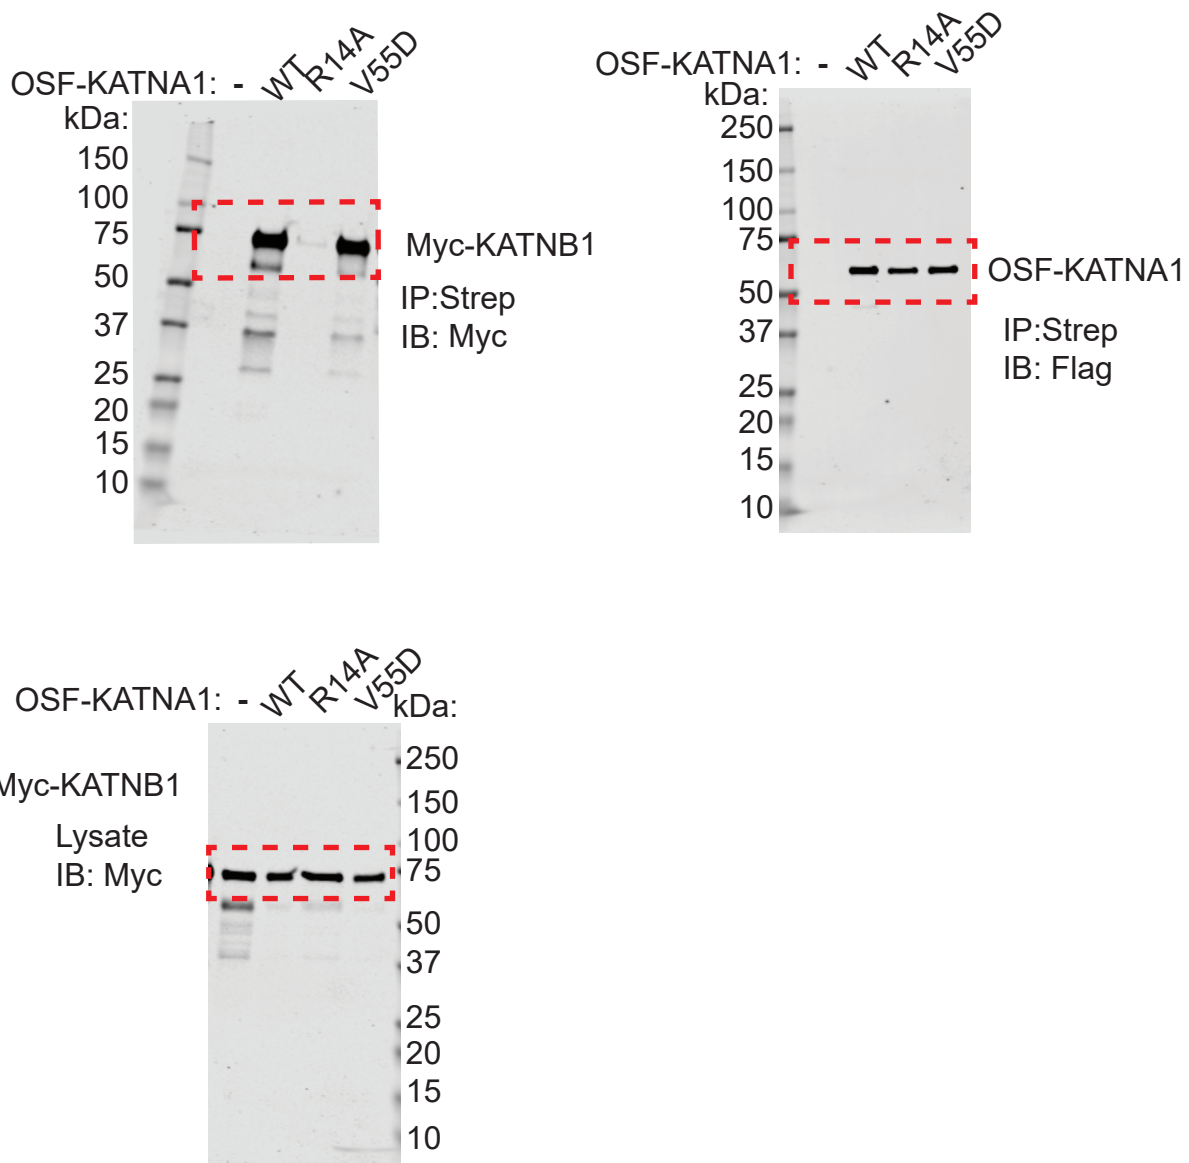 OSF-KATNA1: - WT R14A V55D
kDa:
150
100
75
50
37
25
20
15
10
Myc-KATNB1
IP:Strep
IB: Myc
OSF-KATNA1: - WT R14A V55D
kDa:
250
150
100
75
50
37
25
20
15
10
OSF-KATNA1
IP:Strep
IB: Flag
OSF-KATNA1: - WT R14A V55D
kDa:
Myc-KATNB1
Lysate
IB: Myc
250
150
100
75
50
37
25
20
15
10